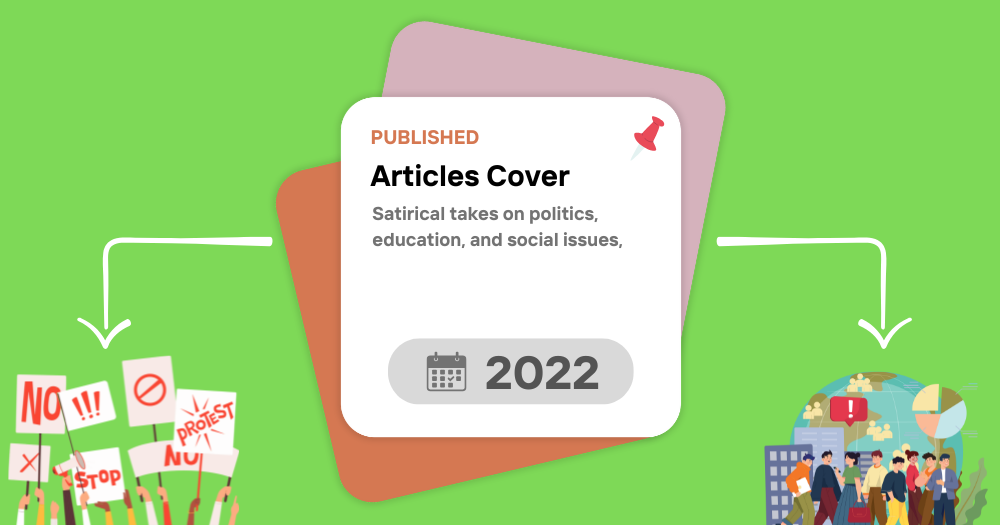 PUBLISHED
Articles Cover
Satirical takes on politics,
education, and social issues,
2022
NO
!!!
PROTEST
NO
STOP
!